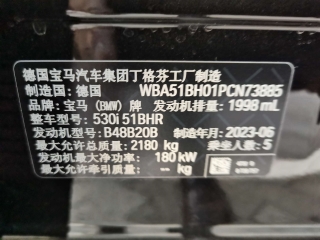 德国宝马汽车集团丁格芬工厂制造
制造国: 德国 WBA51BH01PCN73885
品牌: 宝马 (BMW) 牌 发动机排量: 1998 mL
整车型号: 530i 51BHR
发动机型号: B48B20B 制造年月: 2023-06
最大允许总质量: 2180 kg 乘坐人数: 5
发动机最大净功率: 180 kW
最大允许牵引质量: -- kg